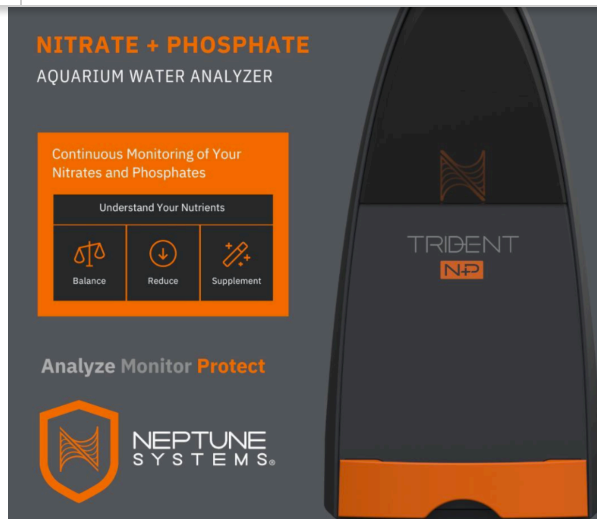 NITRATE + PHOSPHATE
AQUARIUM WATER ANALYZER
Continuous Monitoring of Your
Nitrates and Phosphates
Understand Your Nutrients
Balance
Reduce
Supplement
TRIDENT
NP
Analyze Monitor Protect
NEPTUNE
SYSTEMS®